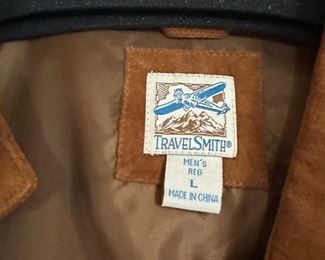 TRAVELSMITH®
MEN'S
REG
L
MADE IN CHINA